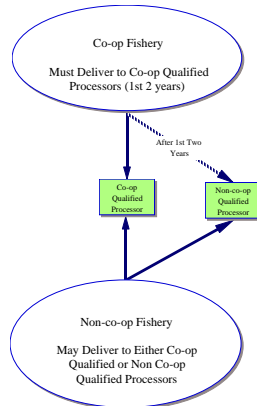 Co-op Fishery
Must Deliver to Co-op Qualified
Processors (1st 2 years)
After 1st Two
Years
Co-op
Qualified
Processor
Non-co-op
Qualified
Processor
Non-co-op Fishery
May Deliver to Either Co-op
Qualified or Non Co-op
Qualified Processors